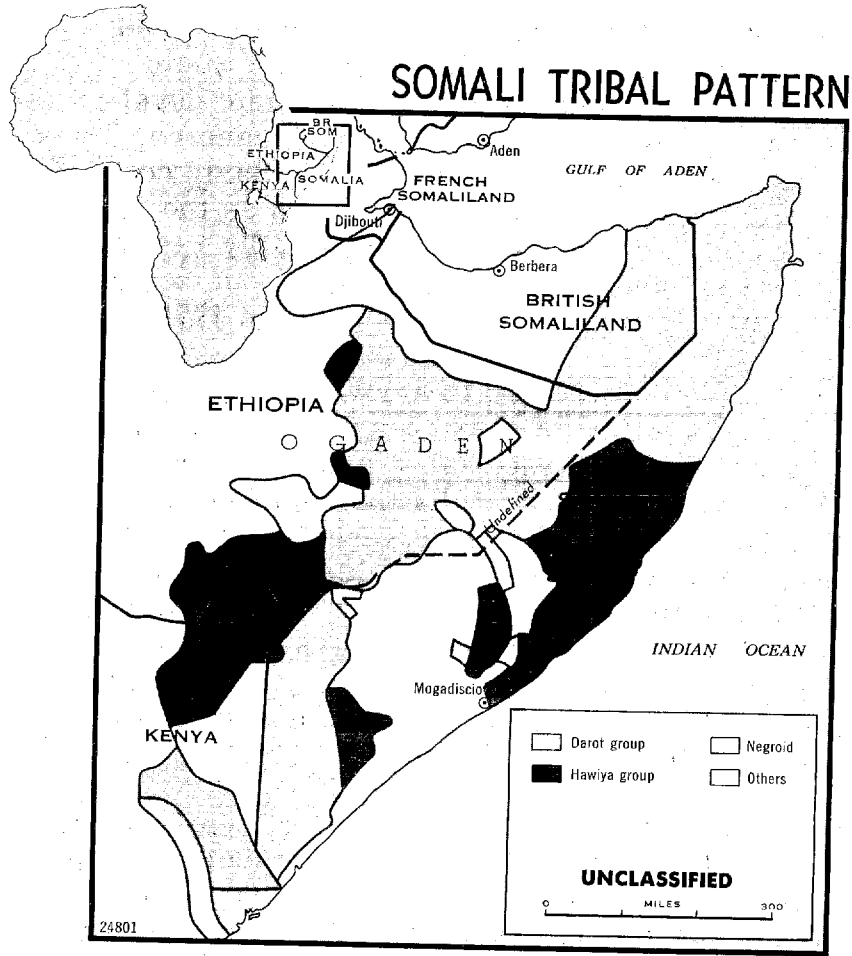 SOMALI TRIBAL PATTERN
BR
SOM
ETHIOPIA
KENYA
SOMALIA
Aden
GULF OF ADEN
FRENCH
SOMALILAND
Djibouti
Berbera
BRITISH
SOMALILAND
ETHIOPIA
OGADEN
Undefined
INDIAN OCEAN
Mogadiscio
KENYA
Darot group
Negroid
Hawiya group
Others
UNCLASSIFIED
0 MILES 300
24801